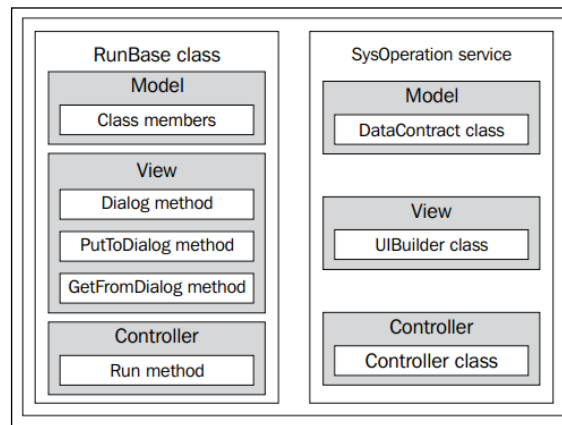 RunBase class
Model
Class members
View
Dialog method
PutToDialog method
GetFromDialog method
Controller
Run method
SysOperation service
Model
DataContract class
View
UIBuilder class
Controller
Controller class